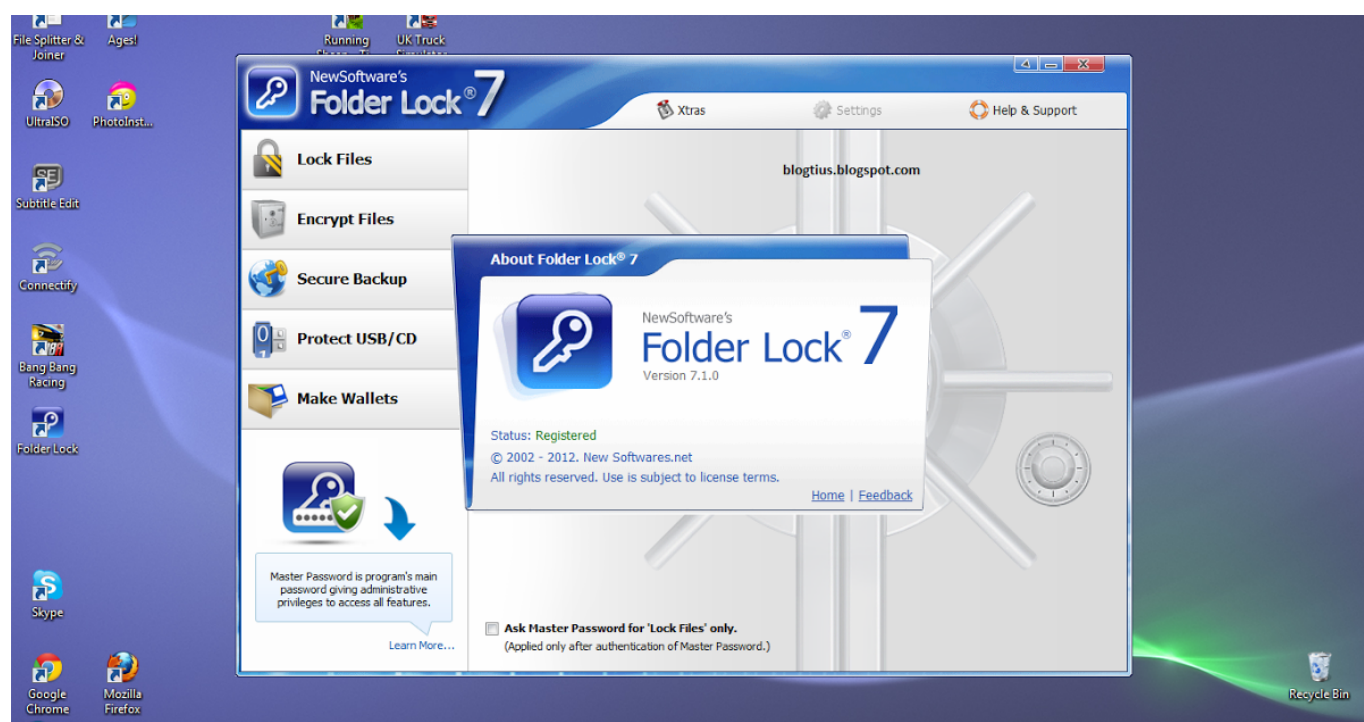 File Splitter &
Joiner
Ages!
Running
UK Truck
UltraISO
PhotoInst...
Subtitle Edit
Connectify
Bang Bang
Racing
Folder Lock
Skype
Google
Chrome
Mozilla
Firefox
NewSoftware's
Folder Lock®7
Xtras
Settings
Help & Support
Lock Files
Encrypt Files
Secure Backup
Protect USB/CD
Make Wallets
Master Password is program's main
password giving administrative
privileges to access all features.
Learn More...
blogtius.blogspot.com
About Folder Lock® 7
NewSoftware's
Folder Lock® 7
Version 7.1.0
Status: Registered
© 2002 - 2012. New Softwares.net
All rights reserved. Use is subject to license terms.
Home | Feedback
Ask Master Password for 'Lock Files' only.
(Applied only after authentication of Master Password.)
Recycle Bin